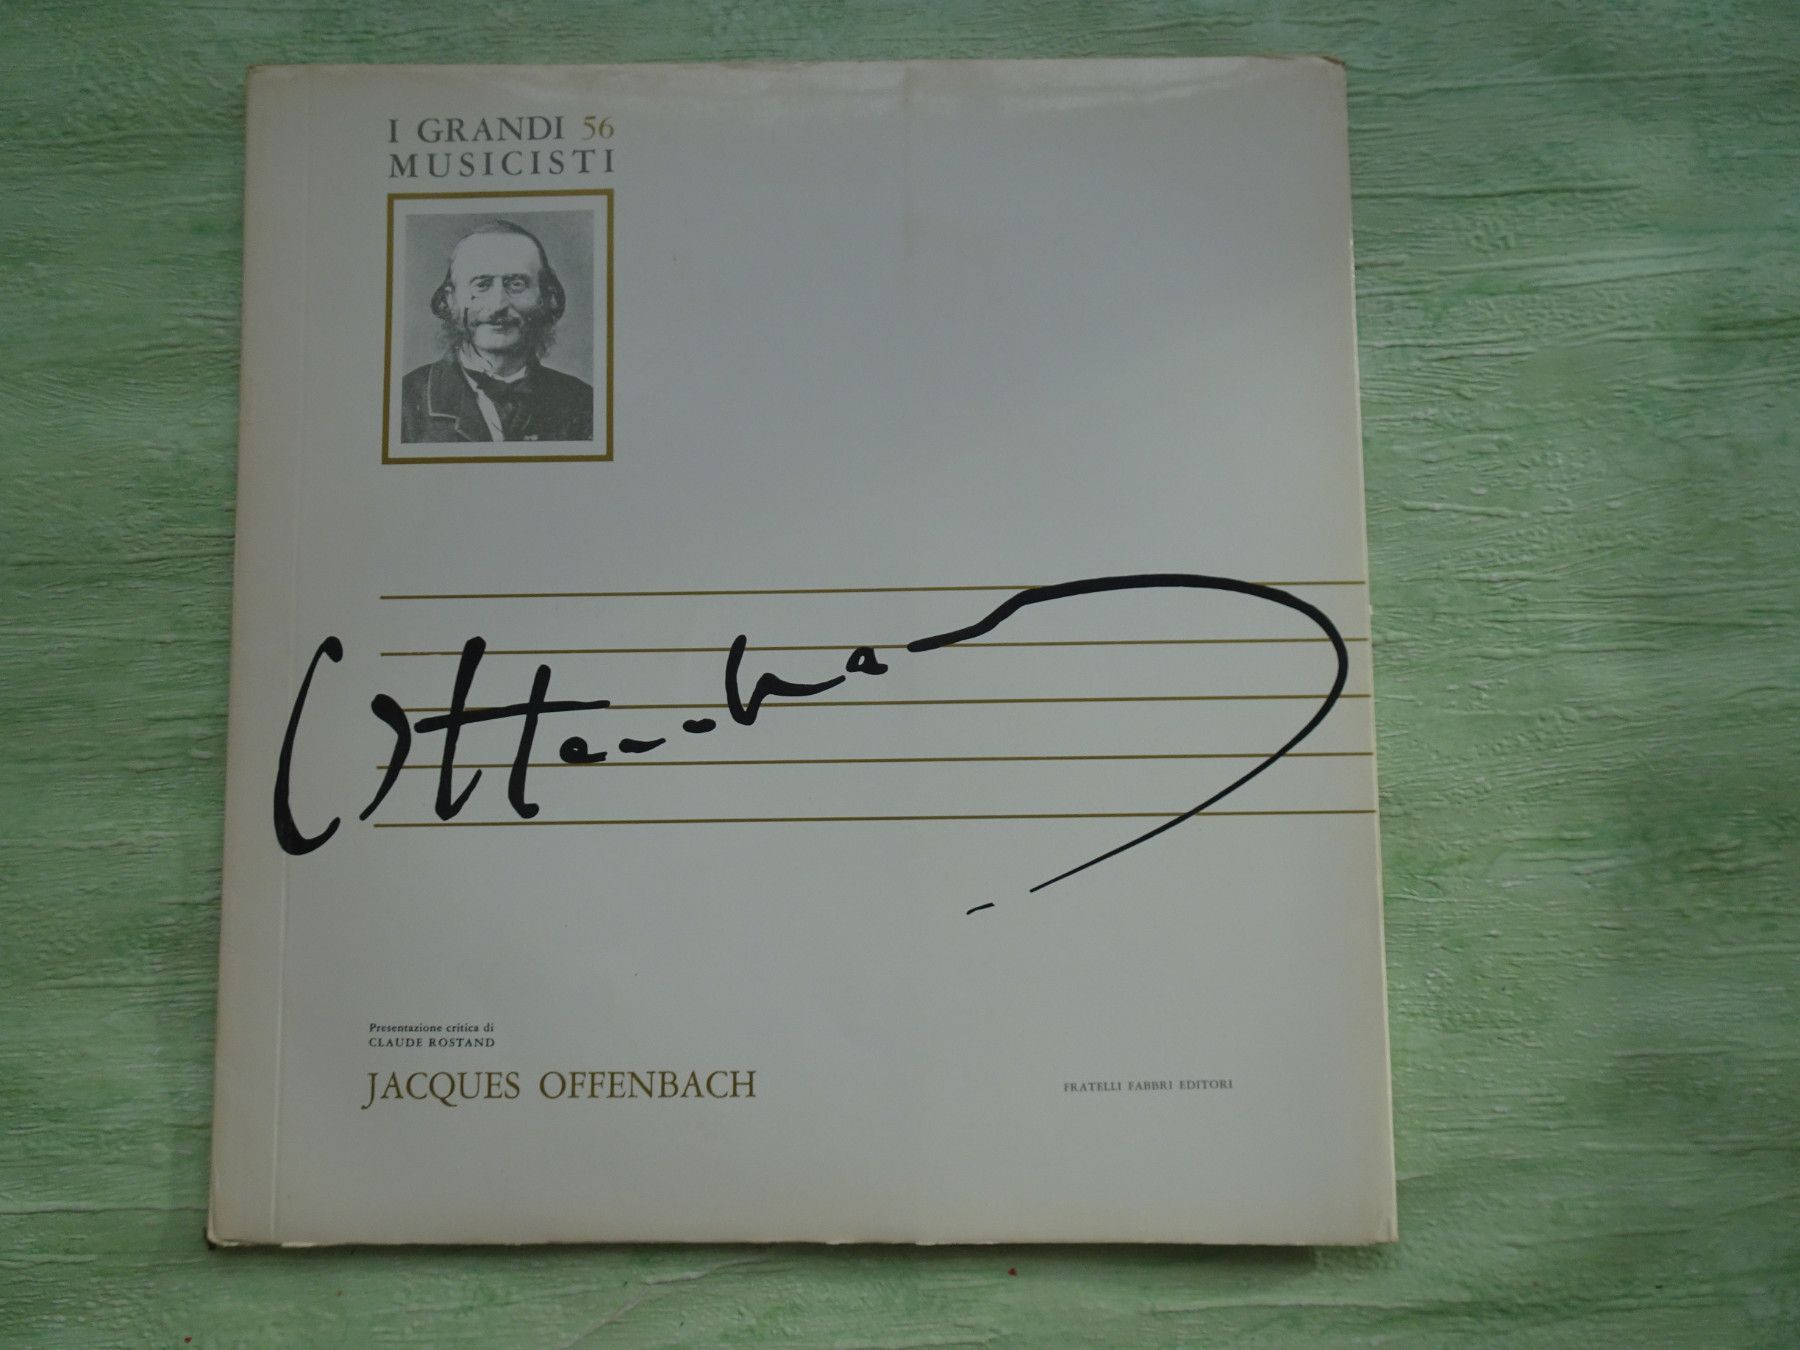 I GRANDI 56
MUSICISTI
Offenbach
Presentazione critica di
CLAUDE ROSTAND
JACQUES OFFENBACH
FRATELLI FABBRI EDITORI